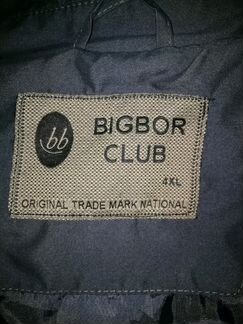 bb
BIGBOR
CLUB
4XL
ORIGINAL TRADE MARK NATIONAL